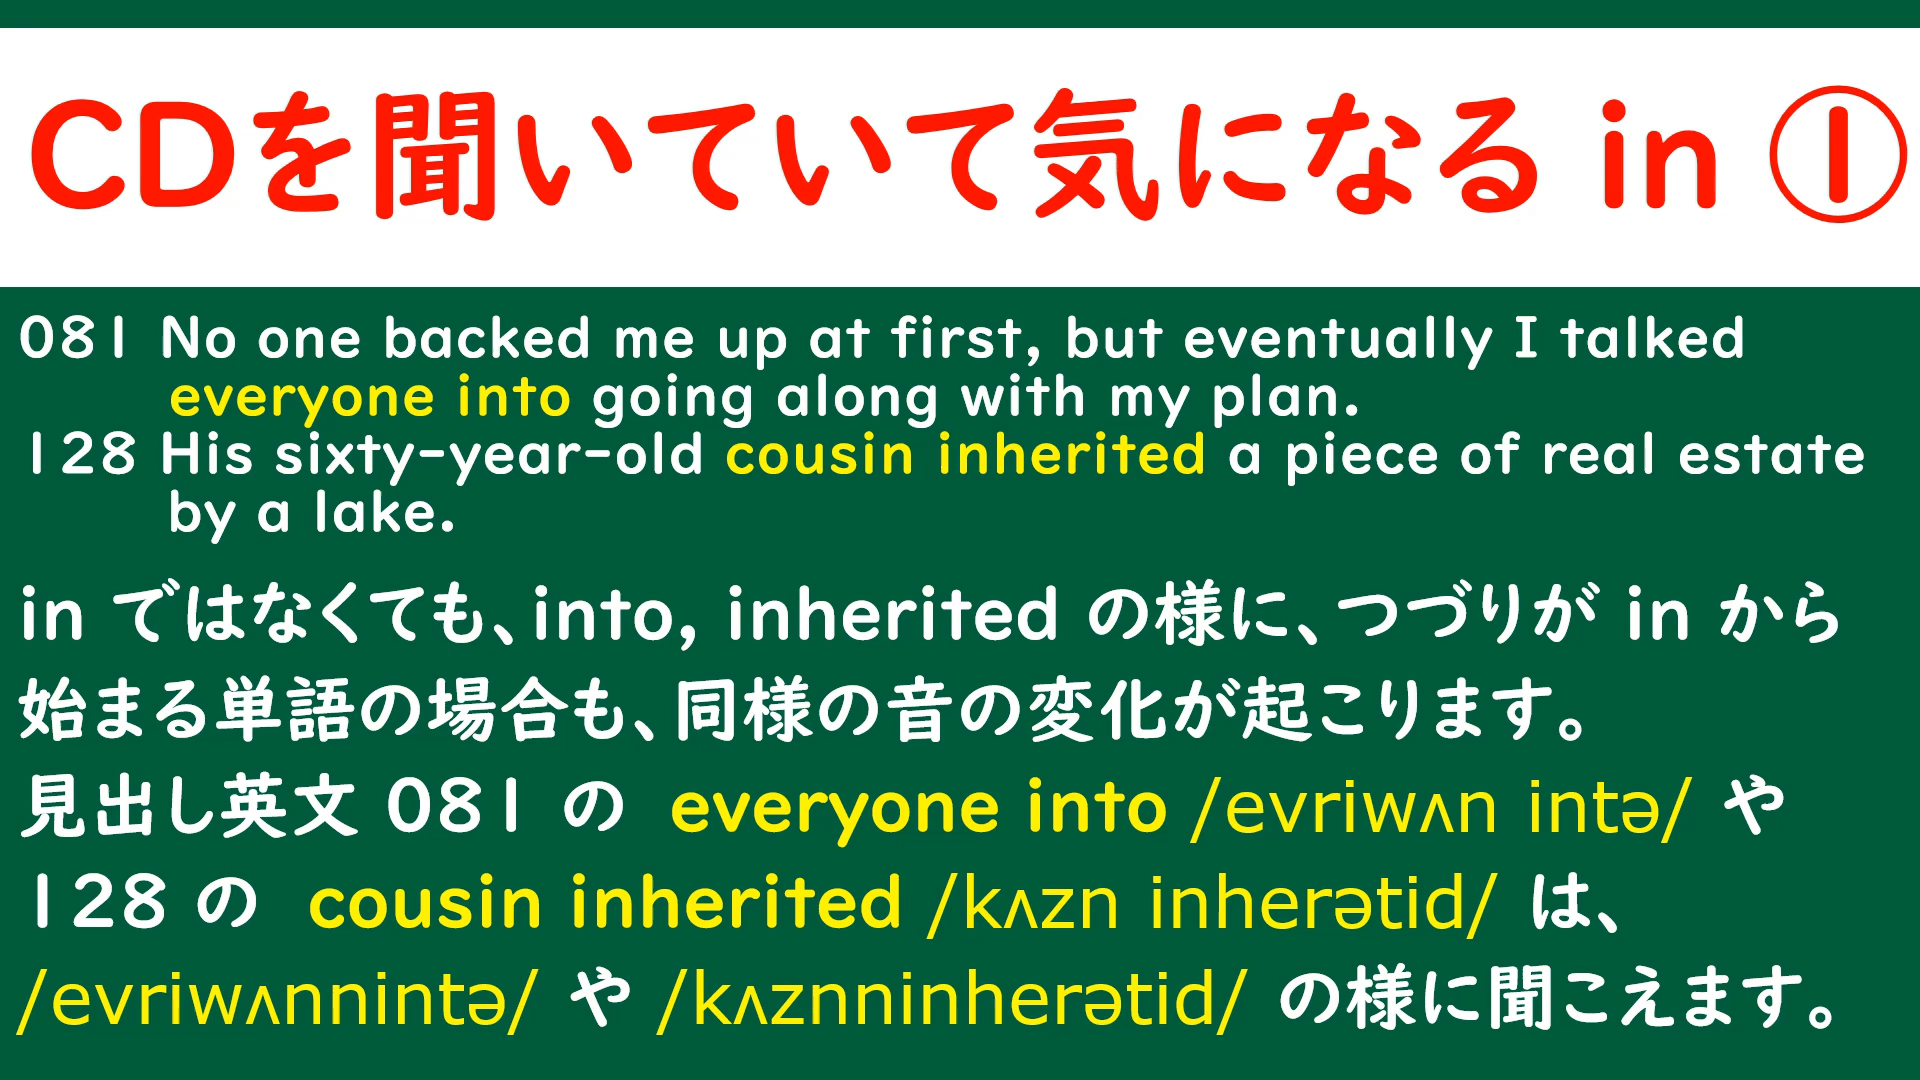 CDを聞いていて気になる in ①
081 No one backed me up at first, but eventually I talked
everyone into going along with my plan.
128 His sixty-year-old cousin inherited a piece of real estate
by a lake.
in ではなくても、into, inherited の様に、つづりが in から
始まる単語の場合も、同様の音の変化が起こります。
見出し英文 081 の everyone into /evriwʌn intə/ や
128 の cousin inherited /kʌzn inherətid/ は、
/evriwʌnnintə/ や /kʌznninherətid/ の様に聞こえます。